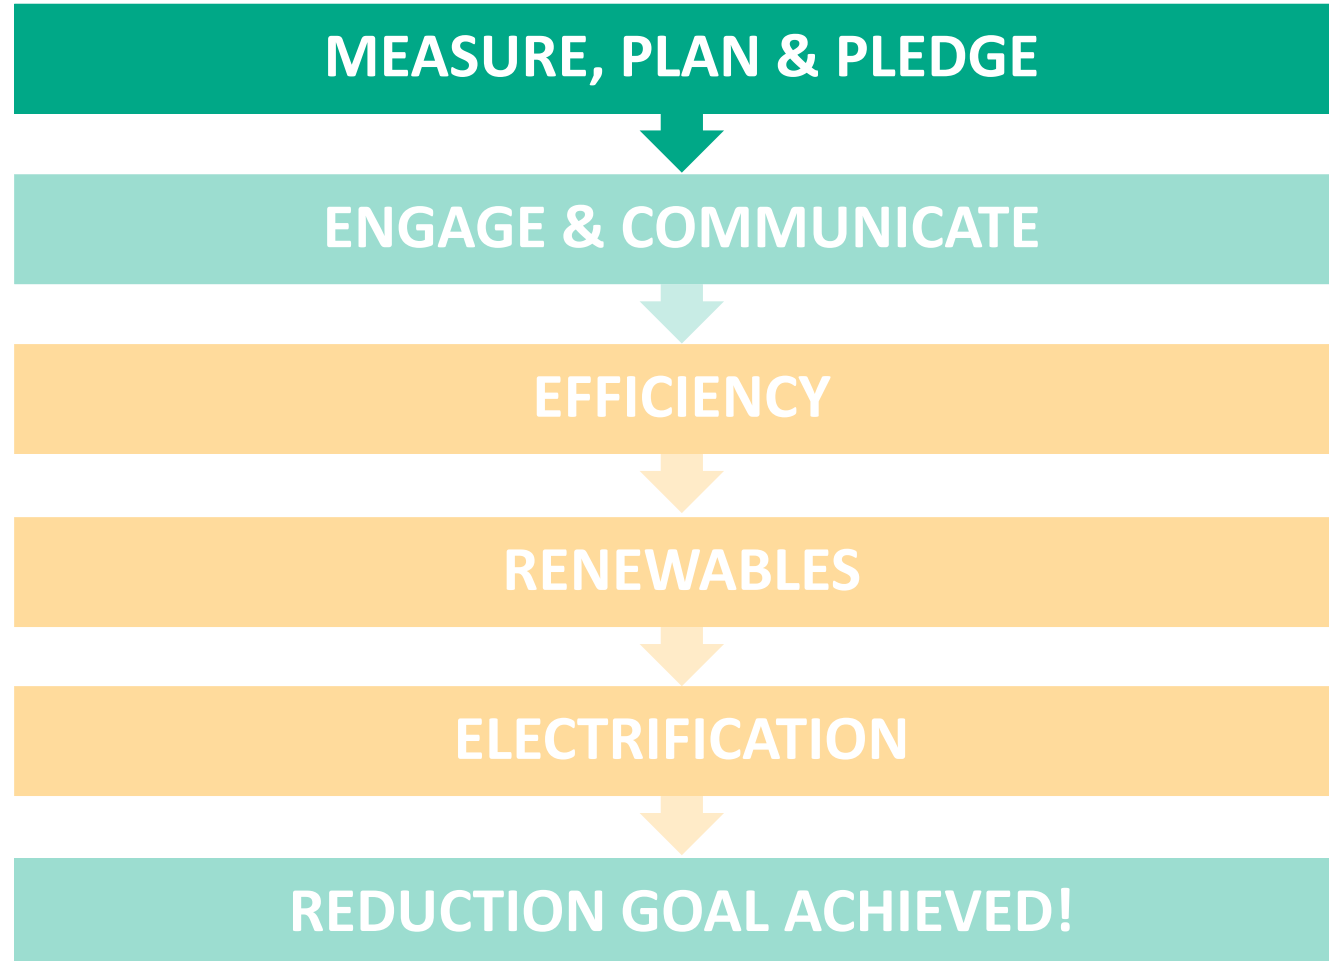 MEASURE, PLAN & PLEDGE
ENGAGE & COMMUNICATE
EFFICIENCY
RENEWABLES
ELECTRIFICATION
REDUCTION GOAL ACHIEVED!